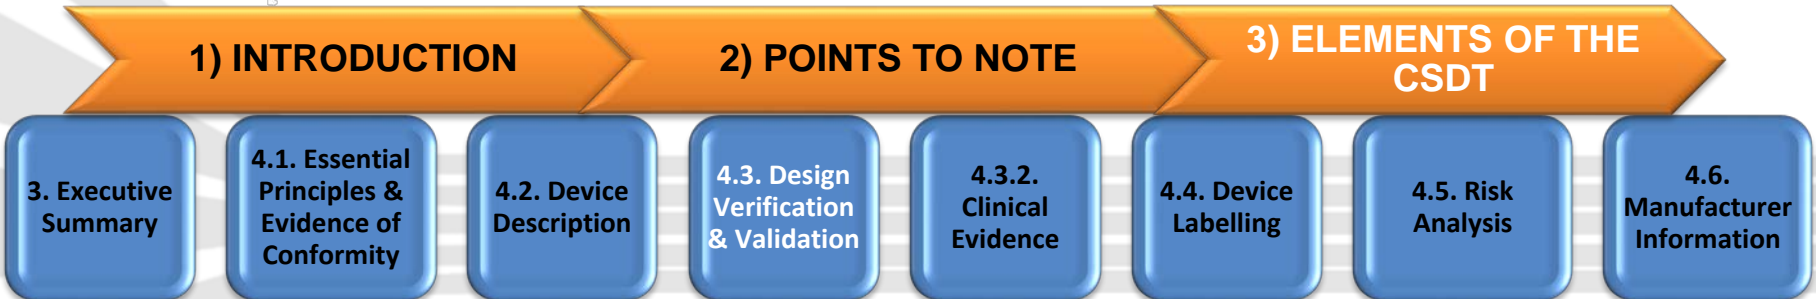 1) INTRODUCTION
2) POINTS TO NOTE
3) ELEMENTS OF THE
CSDT
3. Executive
Summary
4.1. Essential
Principles &
Evidence of
Conformity
4.2. Device
Description
4.3. Design
Verification
& Validation
4.3.2.
Clinical
Evidence
4.4. Device
Labelling
4.5. Risk
Analysis
4.6.
Manufacturer
Information